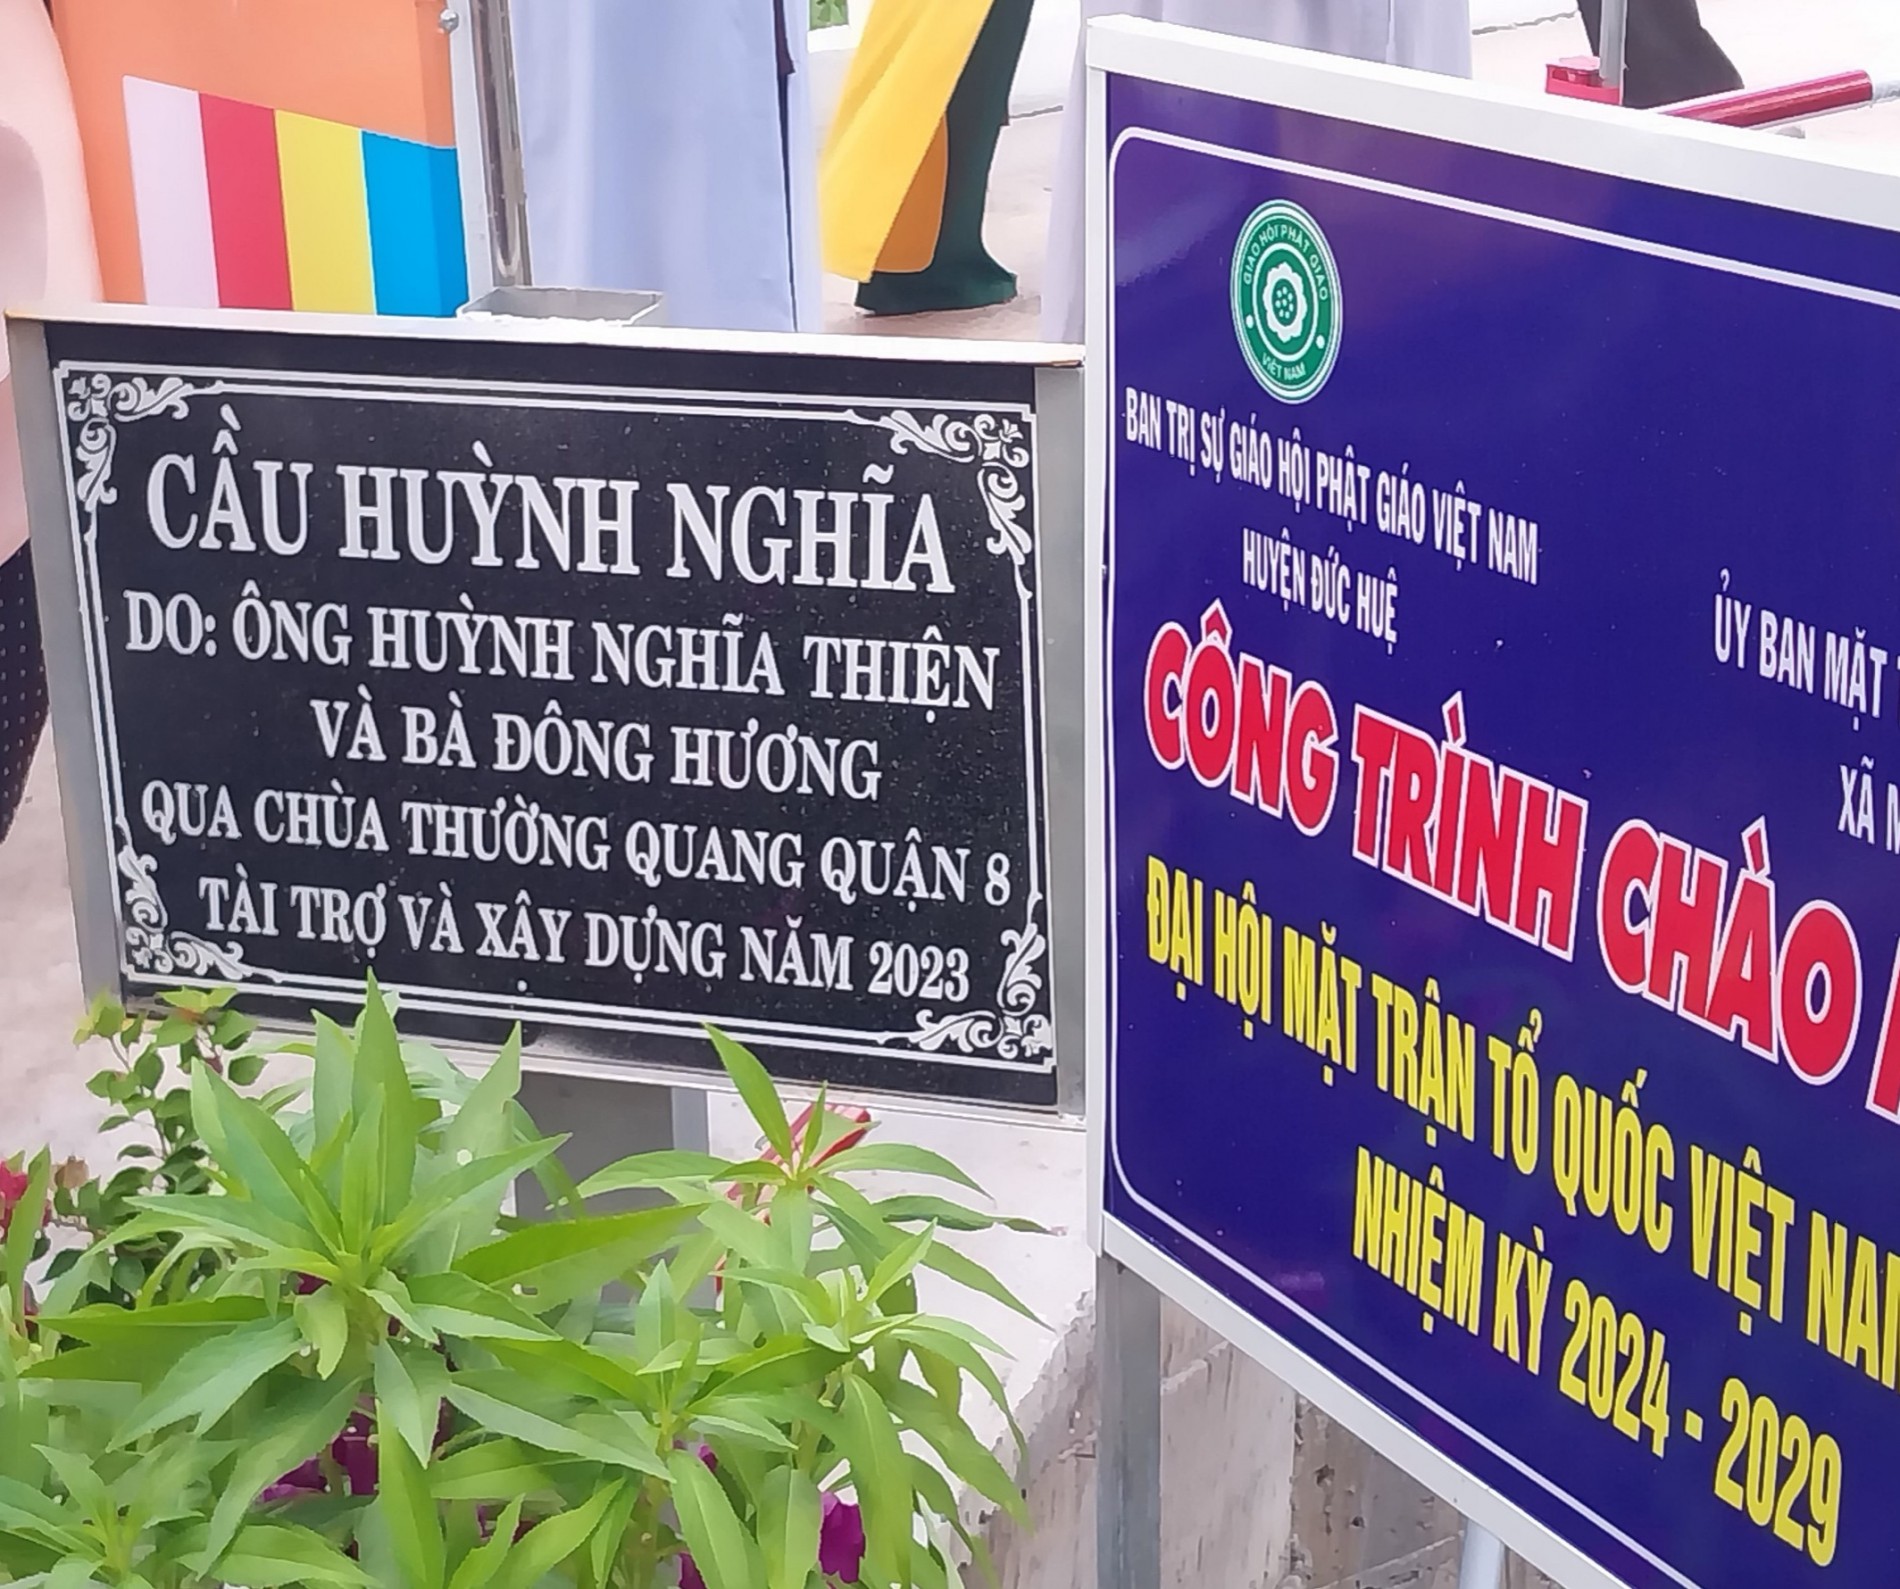 CẦU HUỲNH NGHĨA
DO: ÔNG HUỲNH NGHĨA THIỆN
VÀ BÀ ĐÔNG HƯƠNG
QUA CHÙA THƯỜNG QUANG QUẬN 8
TÀI TRỢ VÀ XÂY DỰNG NĂM 2023
GIÁO HỘI PHẬT GIÁO
VIỆT NAM
BAN TRỊ SỰ GIÁO HỘI PHẬT GIÁO VIỆT NAM
HUYỆN ĐỨC HUỆ
ỦY BAN MẶT
XÃ
CÔNG TRÌNH CHÀO
ĐẠI HỘI MẶT TRẬN TỔ QUỐC VIỆT NAM
NHIỆM KỲ 2024 - 2029